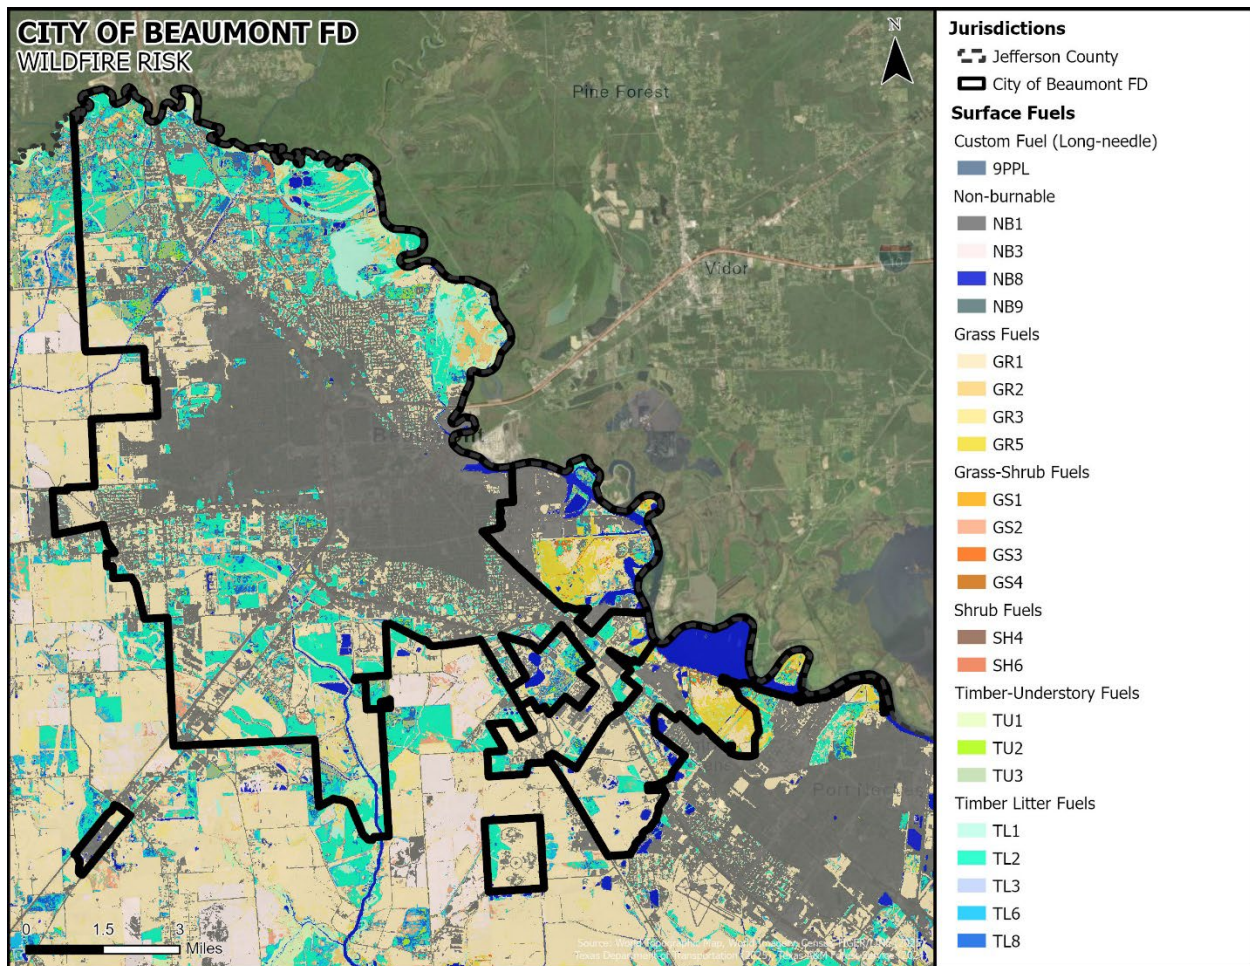 CITY OF BEAUMONT FD
WILDFIRE RISK
N
Pine Forest
Vidor
0 1.5 3
Miles
Jurisdictions
Jefferson County
City of Beaumont FD
Surface Fuels
Custom Fuel (Long-needle)
9PPL
Non-burnable
NB1
NB3
NB8
NB9
Grass Fuels
GR1
GR2
GR3
GR5
Grass-Shrub Fuels
GS1
GS2
GS3
GS4
Shrub Fuels
SH4
SH6
Timber-Understory Fuels
TU1
TU2
TU3
Timber Litter Fuels
TL1
TL2
TL3
TL6
TL8